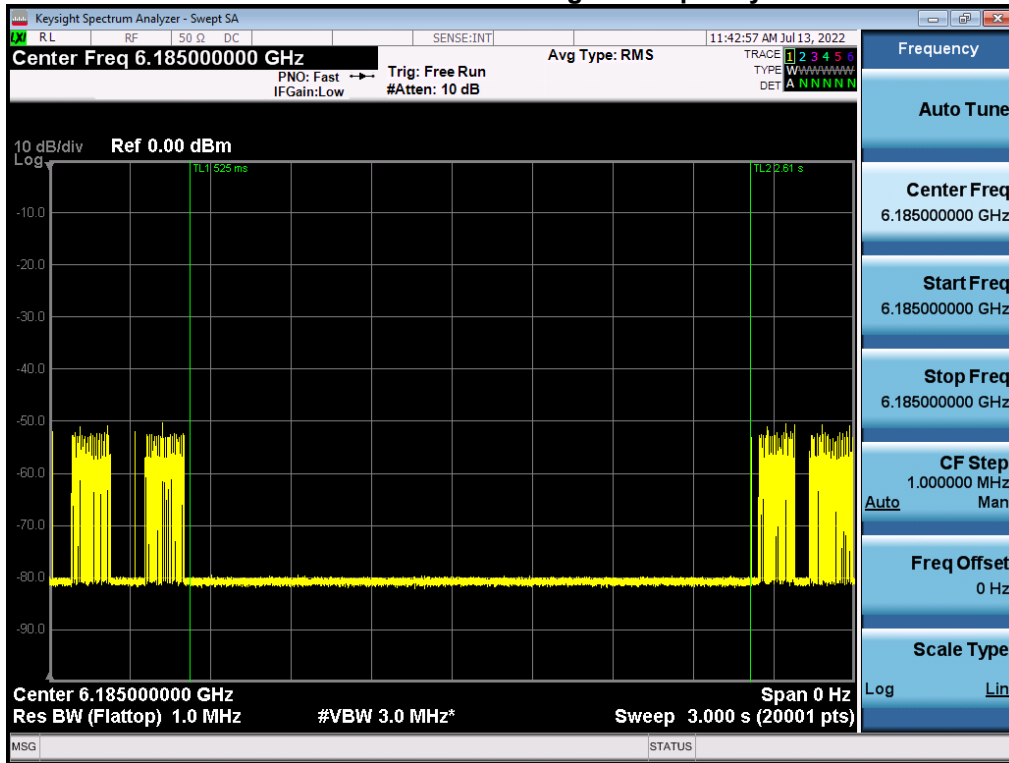 Keysight Spectrum Analyzer - Swept SA
LXI RL RF 50 Ω DC SENSE:INT 11:42:57 AM Jul 13, 2022
Center Freq 6.185000000 GHz
PNO: Fast Trig: Free Run
IFGain:Low #Atten: 10 dB
Avg Type: RMS
TRACE 1 2 3 4 5 6
TYPE WWWWWW
DET A N N N N N
10 dB/div Ref 0.00 dBm
Log
TL1 525 ms
TL2 2.61 s
-10.0
-20.0
-30.0
-40.0
-50.0
-60.0
-70.0
-80.0
-90.0
Center 6.185000000 GHz Span 0 Hz
Res BW (Flattop) 1.0 MHz #VBW 3.0 MHz* Sweep 3.000 s (20001 pts)
MSG STATUS
Frequency
Auto Tune
Center Freq
6.185000000 GHz
Start Freq
6.185000000 GHz
Stop Freq
6.185000000 GHz
CF Step
1.000000 MHz
Auto Man
Freq Offset
0 Hz
Scale Type
Log Lin